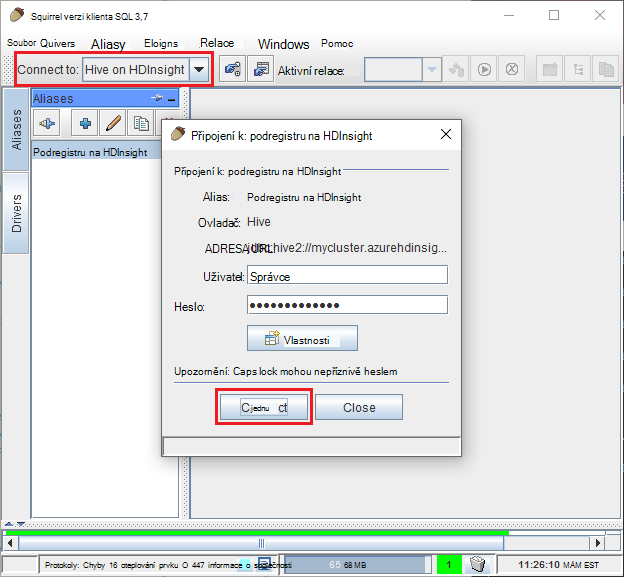 Squirrel verzi klienta SQL 3,7
Soubor Quivers Aliasy Eloigns Relace Windows Pomoc
Connect to: Hive on HDInsight Aktivní relace:
Aliases
Aliases
Drivers
Podregistru na HDInsight
Připojení k: podregistru na HDInsight
Připojení k: podregistru na HDInsight
Alias: Podregistru na HDInsight
Ovladač: Hive
ADRESA URL: hive2://mycluster.azurehdinsig...
Uživatel: Správce
Heslo: •••••••••••••
Vlastnosti
Upozornění: Caps lock mohou nepříznivě heslem
Cjednu ct Close
Protokoly: Chyby 16 oteplování prvku O 447 informace o společnosti 65 68 MB 1 11:26:10 MÁM EST